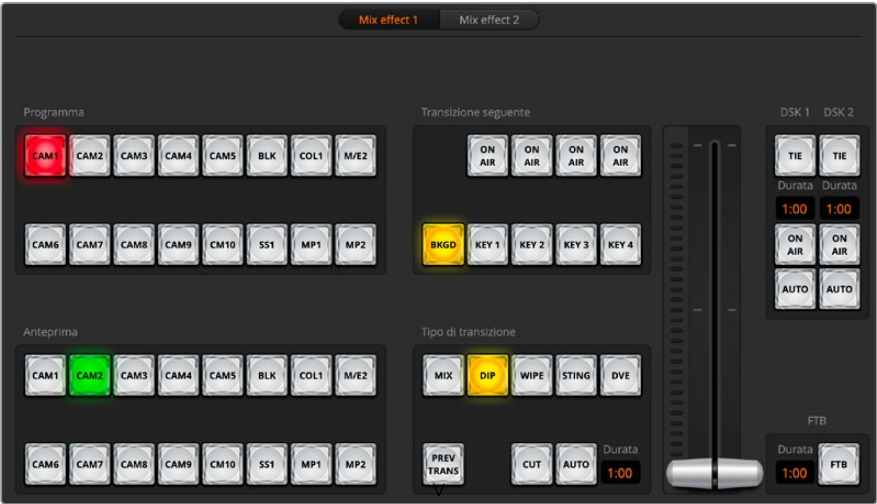 Mix effect 1 Mix effect 2
Programma
CAM1 CAM2 CAM3 CAM4 CAM5 BLK COL1 M/E2
CAM6 CAM7 CAM8 CAM9 CM10 SS1 MP1 MP2
Transizione seguente
ON AIR ON AIR ON AIR ON AIR
BKGD KEY 1 KEY 2 KEY 3 KEY 4
DSK 1 DSK 2
TIE TIE
Durata Durata
1:00 1:00
ON AIR ON AIR
AUTO AUTO
Anteprima
CAM1 CAM2 CAM3 CAM4 CAM5 BLK COL1 M/E2
CAM6 CAM7 CAM8 CAM9 CM10 SS1 MP1 MP2
Tipo di transizione
MIX DIP WIPE STING DVE
PREV TRANS CUT AUTO
Durata
1:00
FTB
Durata
1:00
FTB